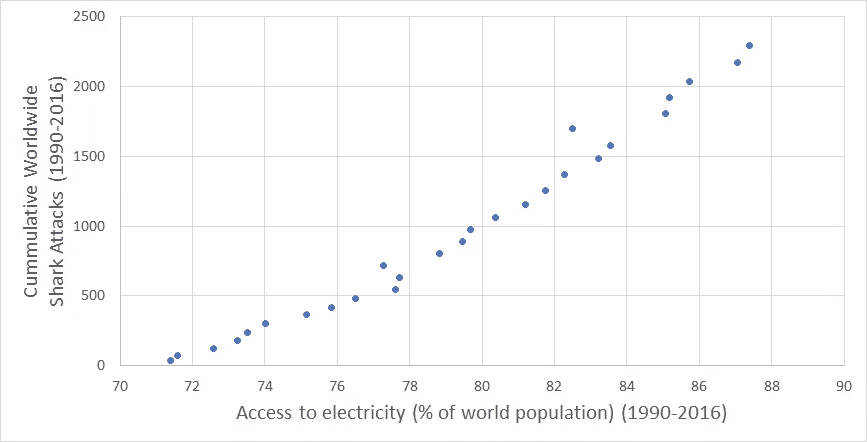 2500
2000
1500
1000
500
0
Cummulative Worldwide
Shark Attacks (1990-2016)
70 72 74 76 78 80 82 84 86 88 90
Access to electricity (% of world population) (1990-2016)